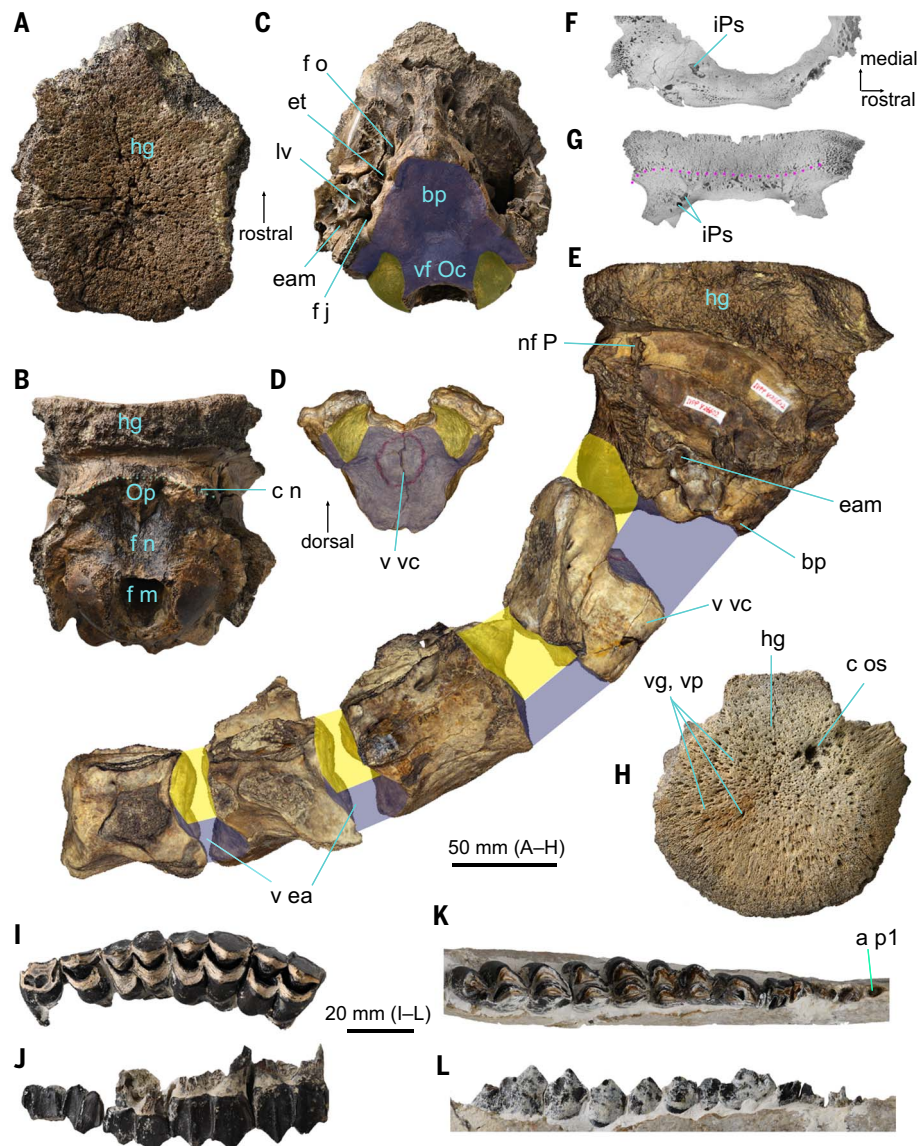 A
hg
rostral
C
f o
et
lv
eam
f j
bp
vf Oc
F
iPs
medial
rostral
G
iPs
E
hg
nf P
eam
bp
v vc
B
hg
Op
c n
f n
f m
D
dorsal
v vc
hg
c os
vg, vp
H
v ea
50 mm (A–H)
I
20 mm (I–L)
K
a p1
J
L